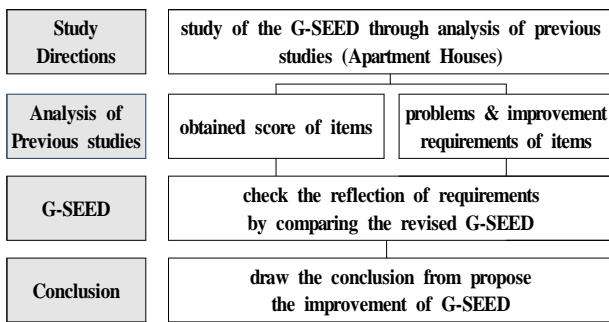 Study
Directions
study of the G-SEED through analysis of previous
studies (Apartment Houses)
Analysis of
Previous studies
obtained score of items
problems & improvement
requirements of items
G-SEED
check the reflection of requirements
by comparing the revised G-SEED
Conclusion
draw the conclusion from propose
the improvement of G-SEED